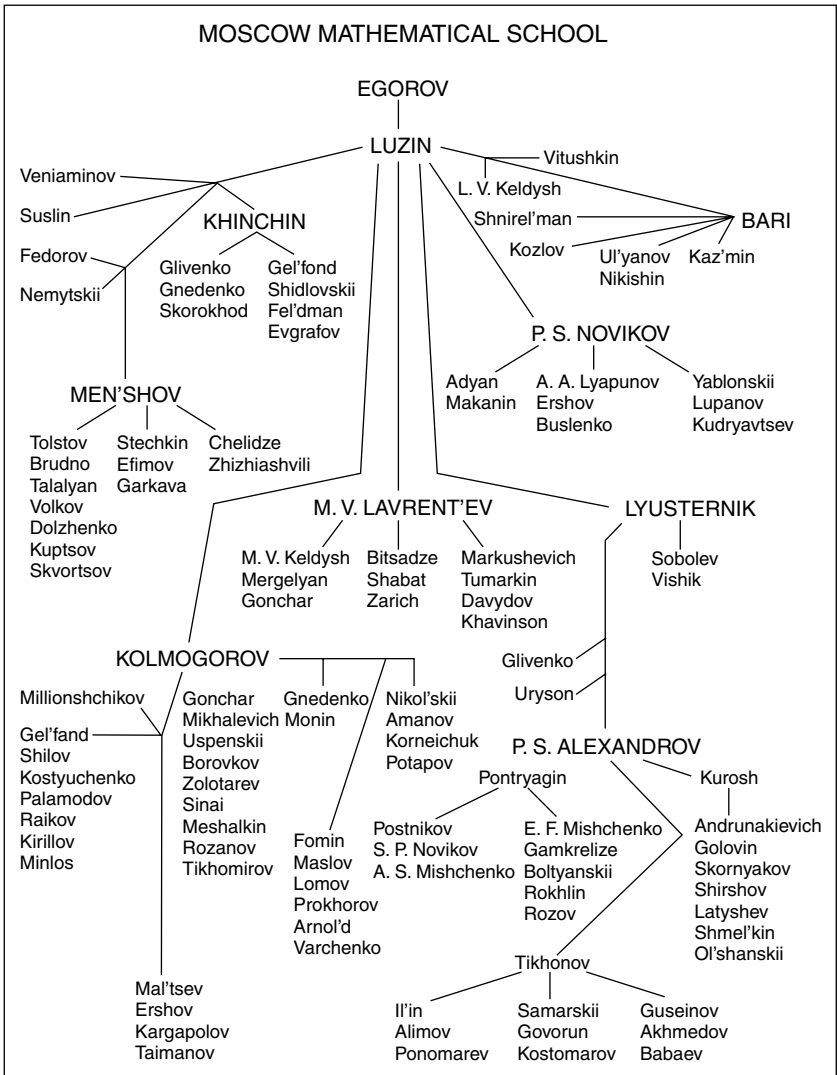 MOSCOW MATHEMATICAL SCHOOL
EGOROV
LUZIN
Veniaminov
Suslin
Fedorov
Nemytskii
KHINCHIN
Glivenko
Gnedenko
Skorokhod
Gel'fond
Shidlovskii
Fel'dman
Evgrafov
Vitushkin
L. V. Keldysh
Shnirel'man
Kozlov
BARI
Ul'yanov
Nikishin
Kaz'min
P. S. NOVIKOV
Adyan
Makanin
A. A. Lyapunov
Ershov
Buslenko
Yablonskii
Lupanov
Kudryavtsev
MEN'SHOV
Tolstov
Brudno
Talalyan
Volkov
Dolzhenko
Kuptsov
Skvortsov
Stechkin
Efimov
Garkava
Chelidze
Zhizhiashvili
M. V. LAVRENT'EV
M. V. Keldysh
Mergelyan
Gonchar
Bitsadze
Shabat
Zarich
Markushevich
Tumarkin
Davydov
Khavinson
LYUSTERNIK
Sobolev
Vishik
Glivenko
Uryson
KOLMOGOROV
Millionshchikov
Gel'fand
Shilov
Kostyuchenko
Palamodov
Raikov
Kirillov
Minlos
Gonchar
Mikhalevich
Uspenskii
Borovkov
Zolotarev
Sinai
Meshalkin
Rozanov
Tikhomirov
Gnedenko
Monin
Nikol'skii
Amanov
Korneichuk
Potapov
Fomin
Maslov
Lomov
Prokhorov
Arnol'd
Varchenko
Mal'tsev
Ershov
Kargapolov
Taimanov
P. S. ALEXANDROV
Pontryagin
Postnikov
S. P. Novikov
A. S. Mishchenko
E. F. Mishchenko
Gamkrelize
Boltyanskii
Rokhlin
Rozov
Kurosh
Andrunakievich
Golovin
Skornyakov
Shirshov
Latyshev
Shmel'kin
Ol'shanskii
Tikhonov
Il'in
Alimov
Ponomarev
Samarskii
Govorun
Kostomarov
Guseinov
Akhmedov
Babaev